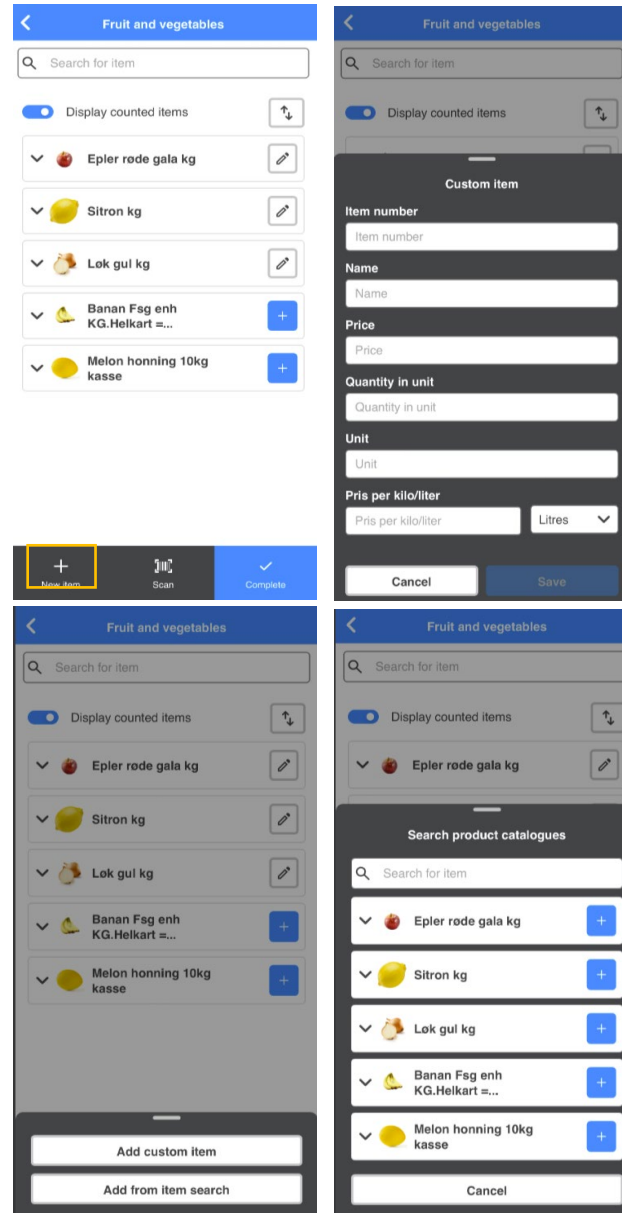 Fruit and vegetables
Search for item
Display counted items
Epler røde gala kg
Sitron kg
Løk gul kg
Banan Fsg enh
KG.Helkart =...
Melon honning 10kg
kasse
New item
Scan
Complete
Fruit and vegetables
Search for item
Display counted items
Custom item
Item number
Item number
Name
Name
Price
Price
Quantity in unit
Quantity in unit
Unit
Unit
Pris per kilo/liter
Pris per kilo/liter
Litres
Cancel
Save
Fruit and vegetables
Search for item
Display counted items
Epler røde gala kg
Sitron kg
Løk gul kg
Banan Fsg enh
KG.Helkart =...
Melon honning 10kg
kasse
Add custom item
Add from item search
Fruit and vegetables
Search for item
Display counted items
Epler røde gala kg
Search product catalogues
Search for item
Epler røde gala kg
Sitron kg
Løk gul kg
Banan Fsg enh
KG.Helkart =...
Melon honning 10kg
kasse
Cancel